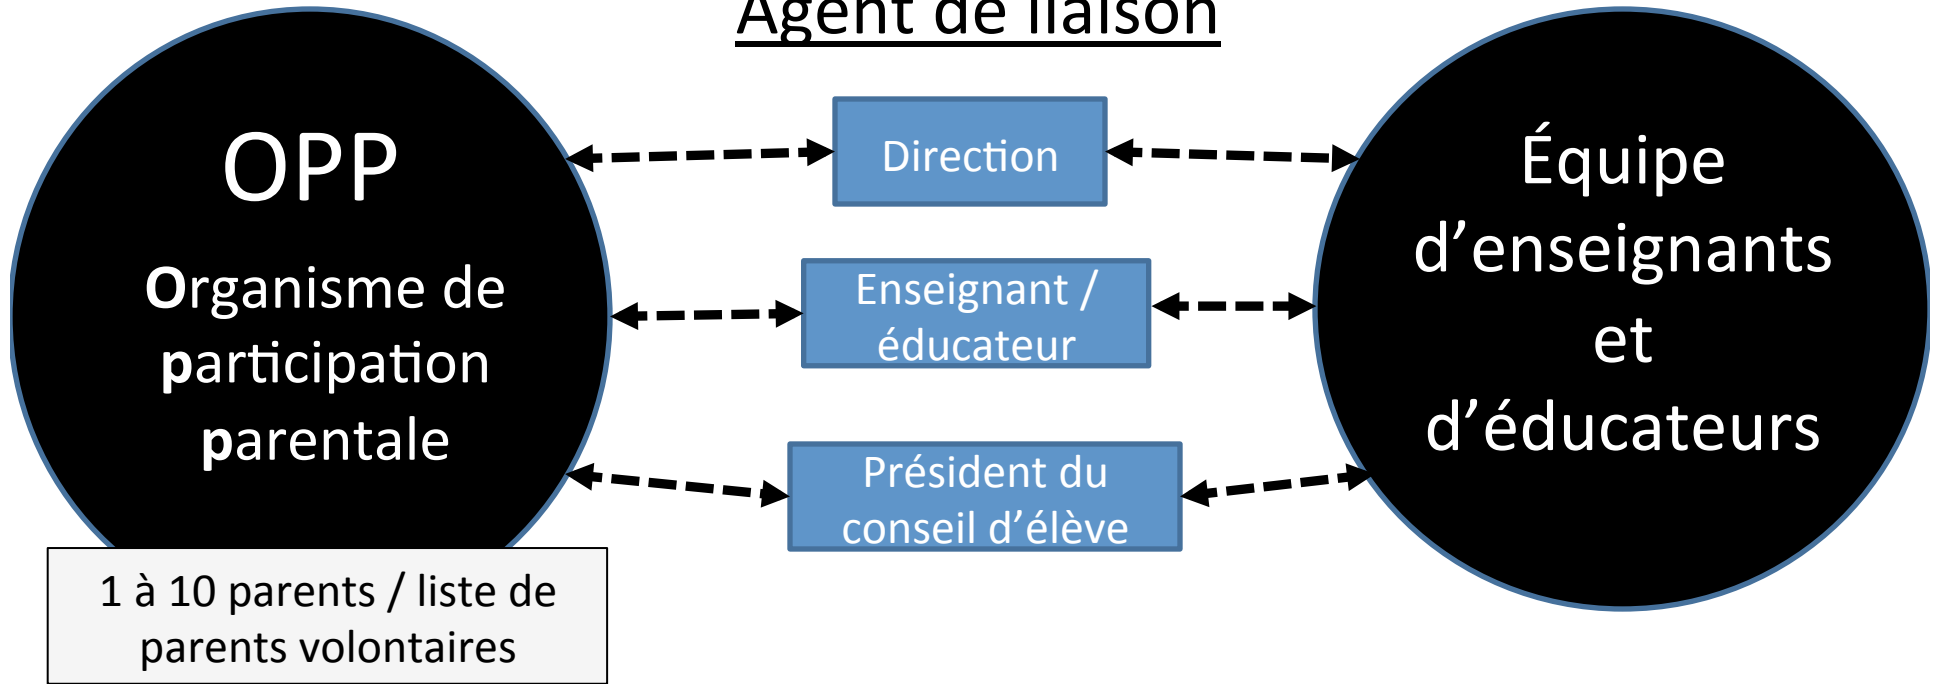 Agent de liaison
OPP
Organisme de
participation
parentale
1 à 10 parents / liste de
parents volontaires
Direction
Enseignant /
éducateur
Président du
conseil d’élève
Équipe
d’enseignants
et
d’éducateurs